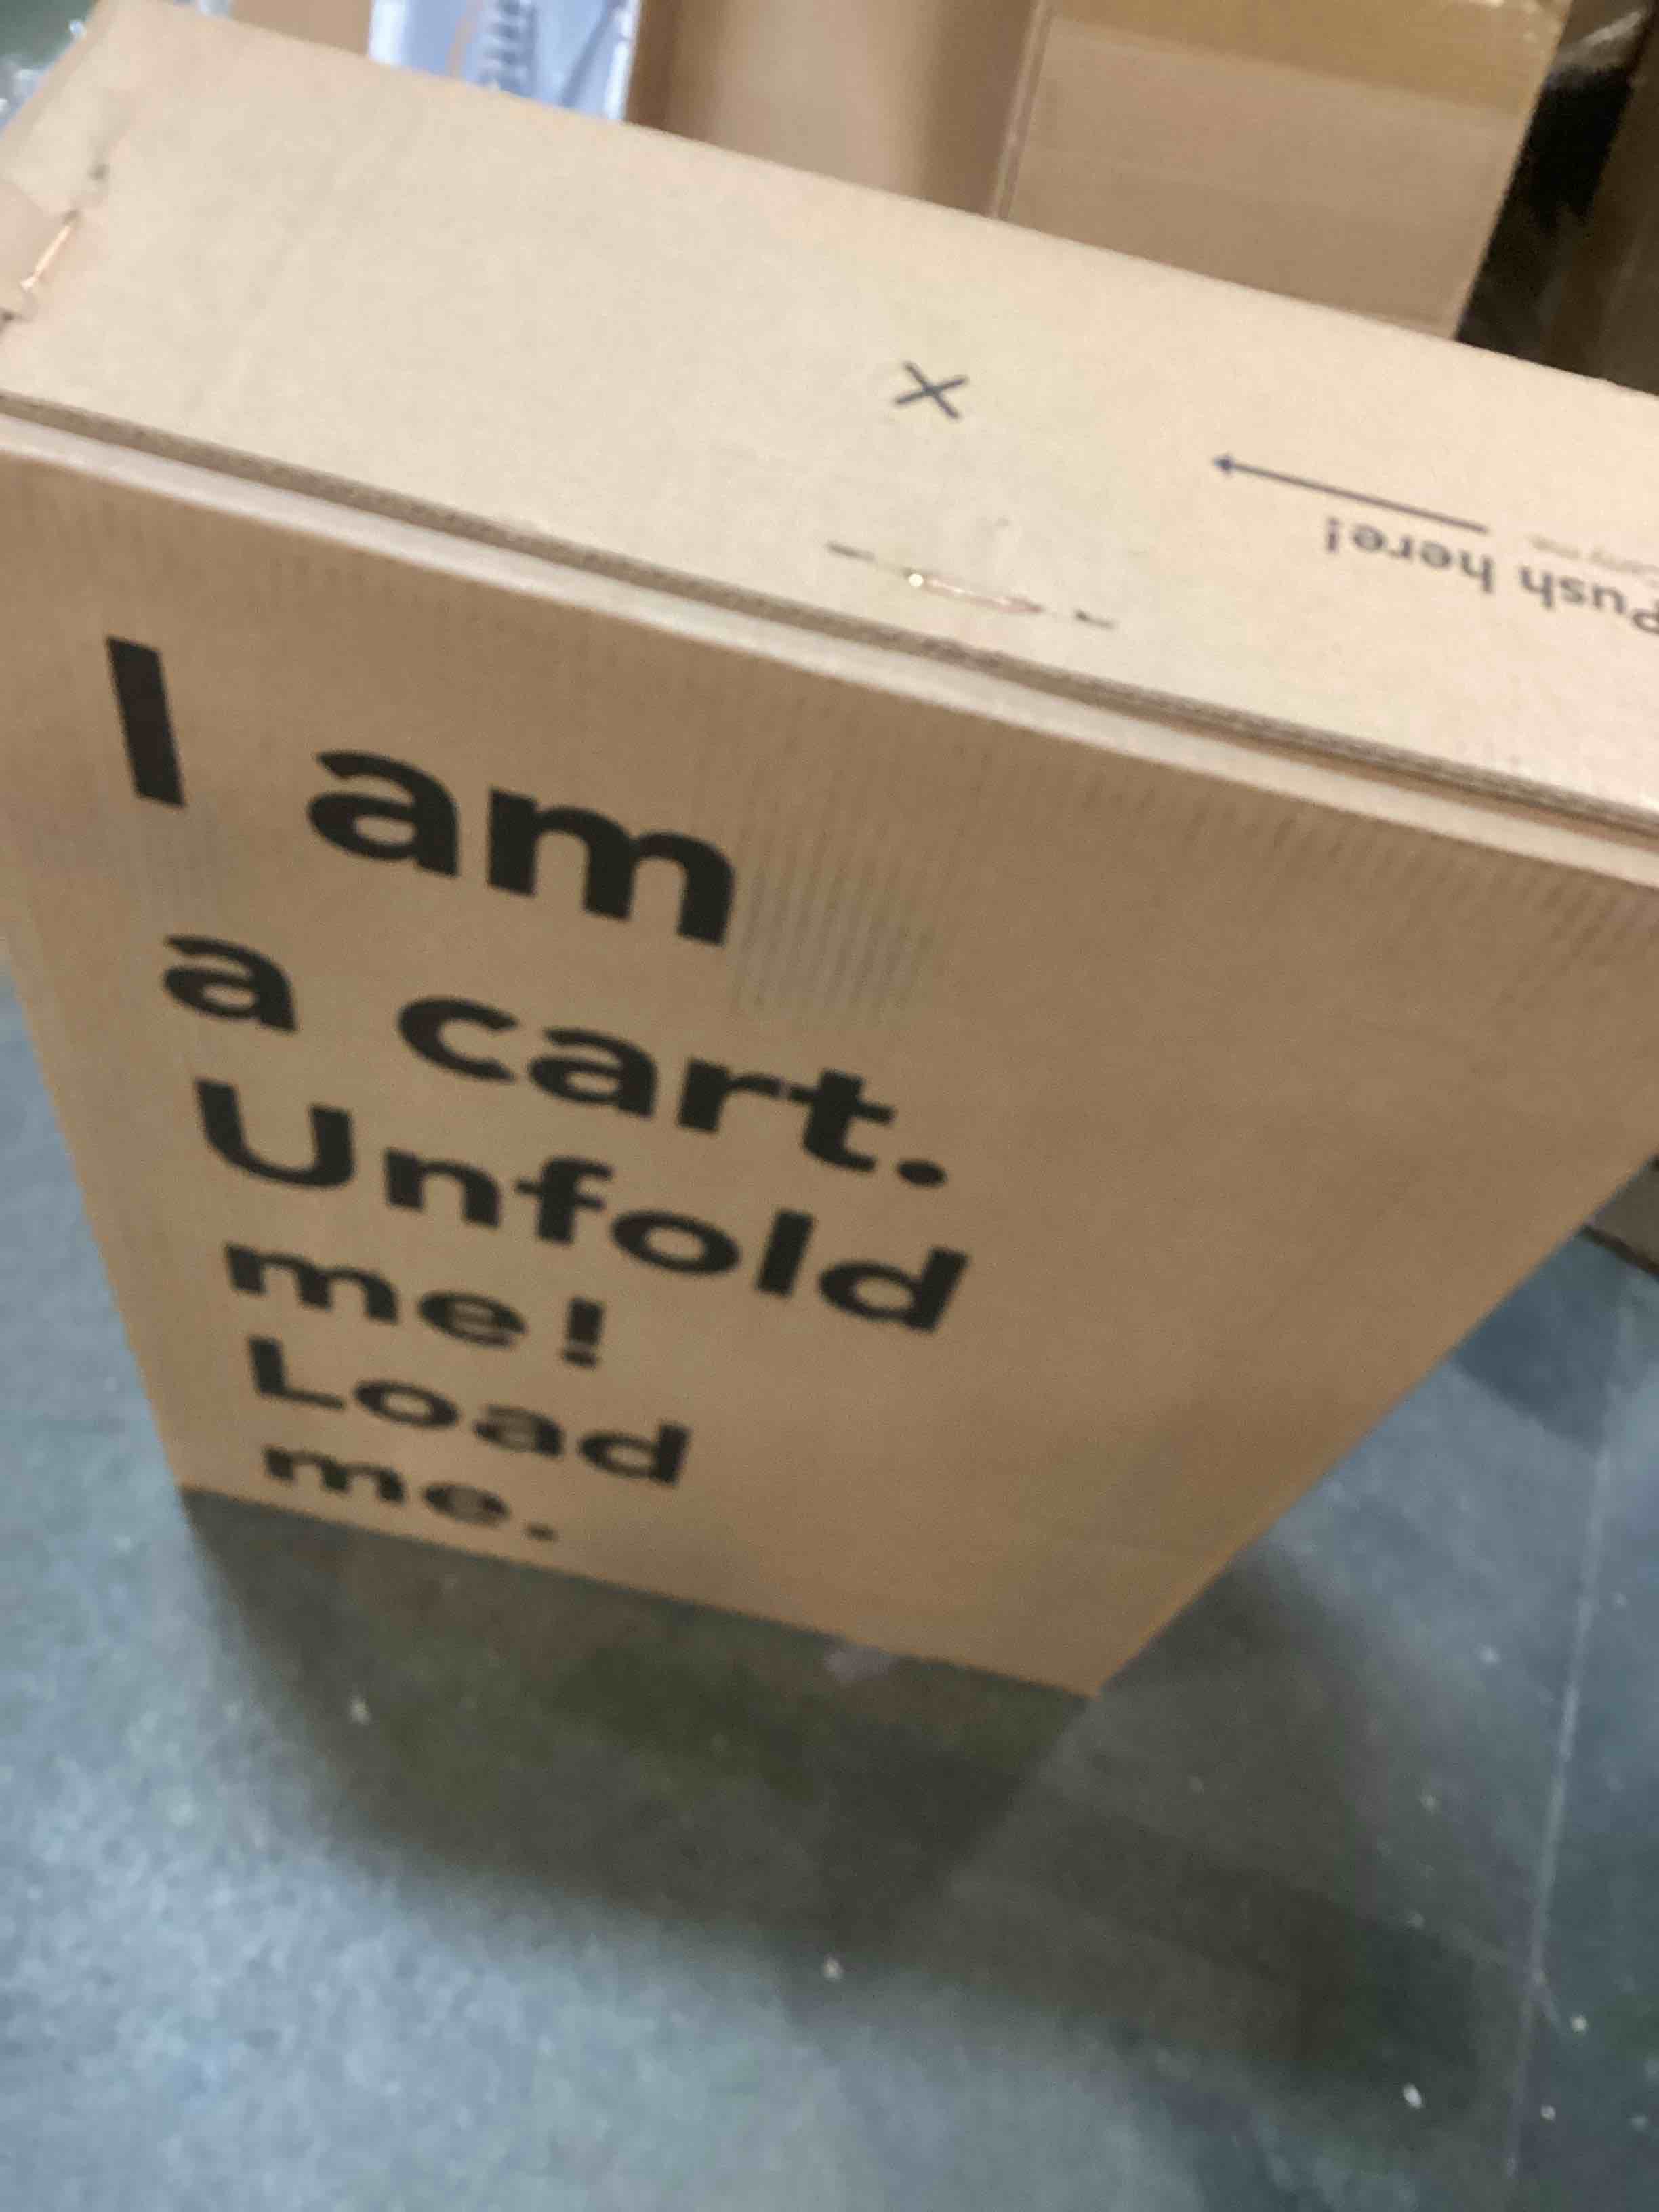 Push here!
I am
a cart.
Unfold
me!
Load
me.